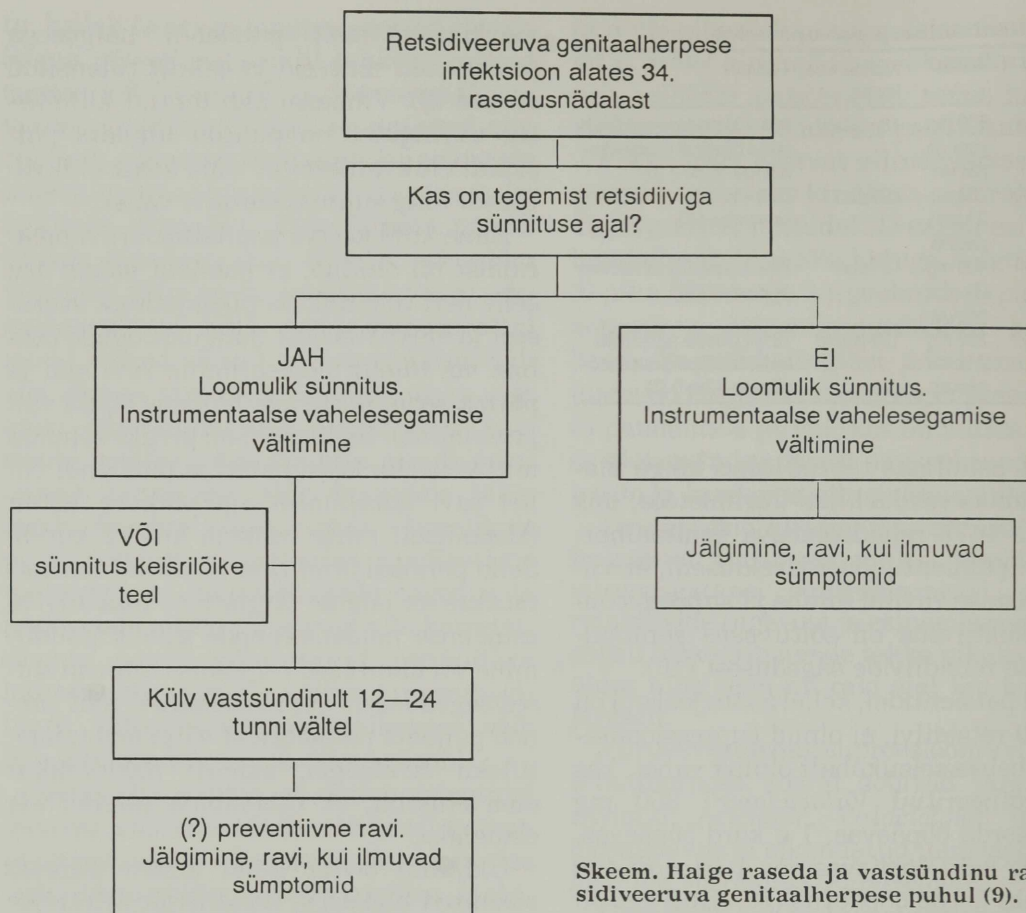 Retsidiveeruva genitaalherpese
infektsioon alates 34.
rasedusnädalast
Kas on tegemist retsidiiviga
sünnituse ajal?
JAH
Loomulik sünnitus.
Instrumentaalse vahelesegamise
vältimine
EI
Loomulik sünnitus.
Instrumentaalse vahelesegamise
vältimine
VÕI
sünnitus keisrilõike
teel
Jälgimine, ravi, kui ilmuvad
sümptomid
Külv vastsündinult 12—24
tunni vältel
(?) preventiivne ravi.
Jälgimine, ravi, kui ilmuvad
sümptomid
Skeem. Haige raseda ja vastsündinu ra
sidiveeruva genitaalherpese puhul (9).